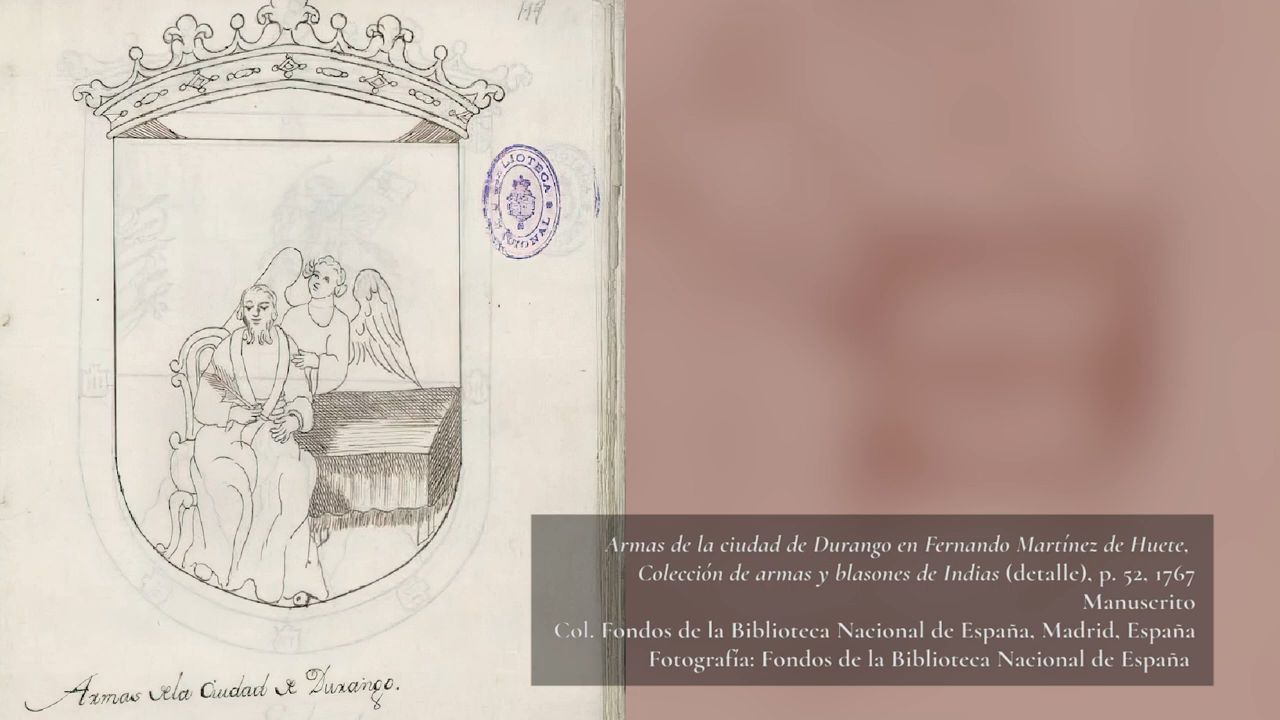 119
BIBLIOTECA NACIONAL
Armas dela Ciudad de Durango.
Armas de la ciudad de Durango en Fernando Martínez de Huete,
Colección de armas y blasones de Indias (detalle), p. 52, 1767
Manuscrito
Col. Fondos de la Biblioteca Nacional de España, Madrid, España
Fotografía: Fondos de la Biblioteca Nacional de España